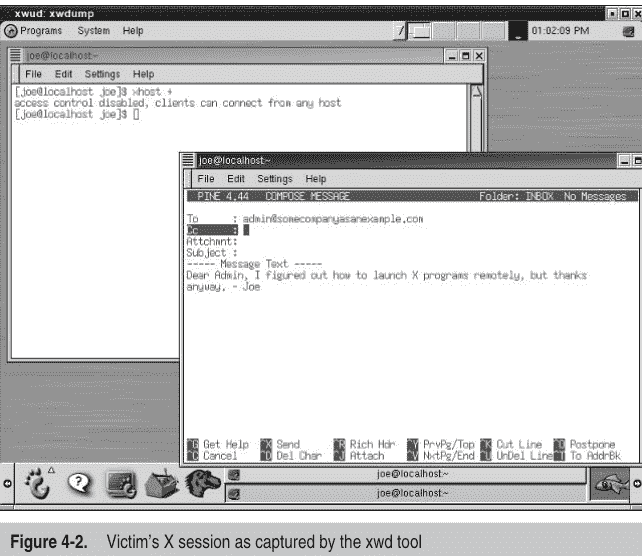 xwud: xwdump
Programs System Help 01:02:09 PM
joe@localhost:~
File Edit Settings Help
[joe@localhost joe]$ xhost +
access control disabled, clients can connect from any host
[joe@localhost joe]$
joe@localhost:~
File Edit Settings Help
PINE 4.44 COMPOSE MESSAGE Folder: INBOX No Messages
To : admin@somecompanyasanexample.com
Cc :
Attchmnt:
Subject :
----- Message Text -----
Dear Admin, I figured out how to launch X programs remotely, but thanks
anyway. - Joe
^G Get Help ^X Send ^R Rich Hdr ^Y PrvPg/Top ^K Cut Line ^O Postpone
^C Cancel ^D Del Char ^J Attach ^V NxtPg/End ^U UnDel Line ^T To AddrBk
joe@localhost:~
joe@localhost:~
Figure 4-2. Victim's X session as captured by the xwd tool